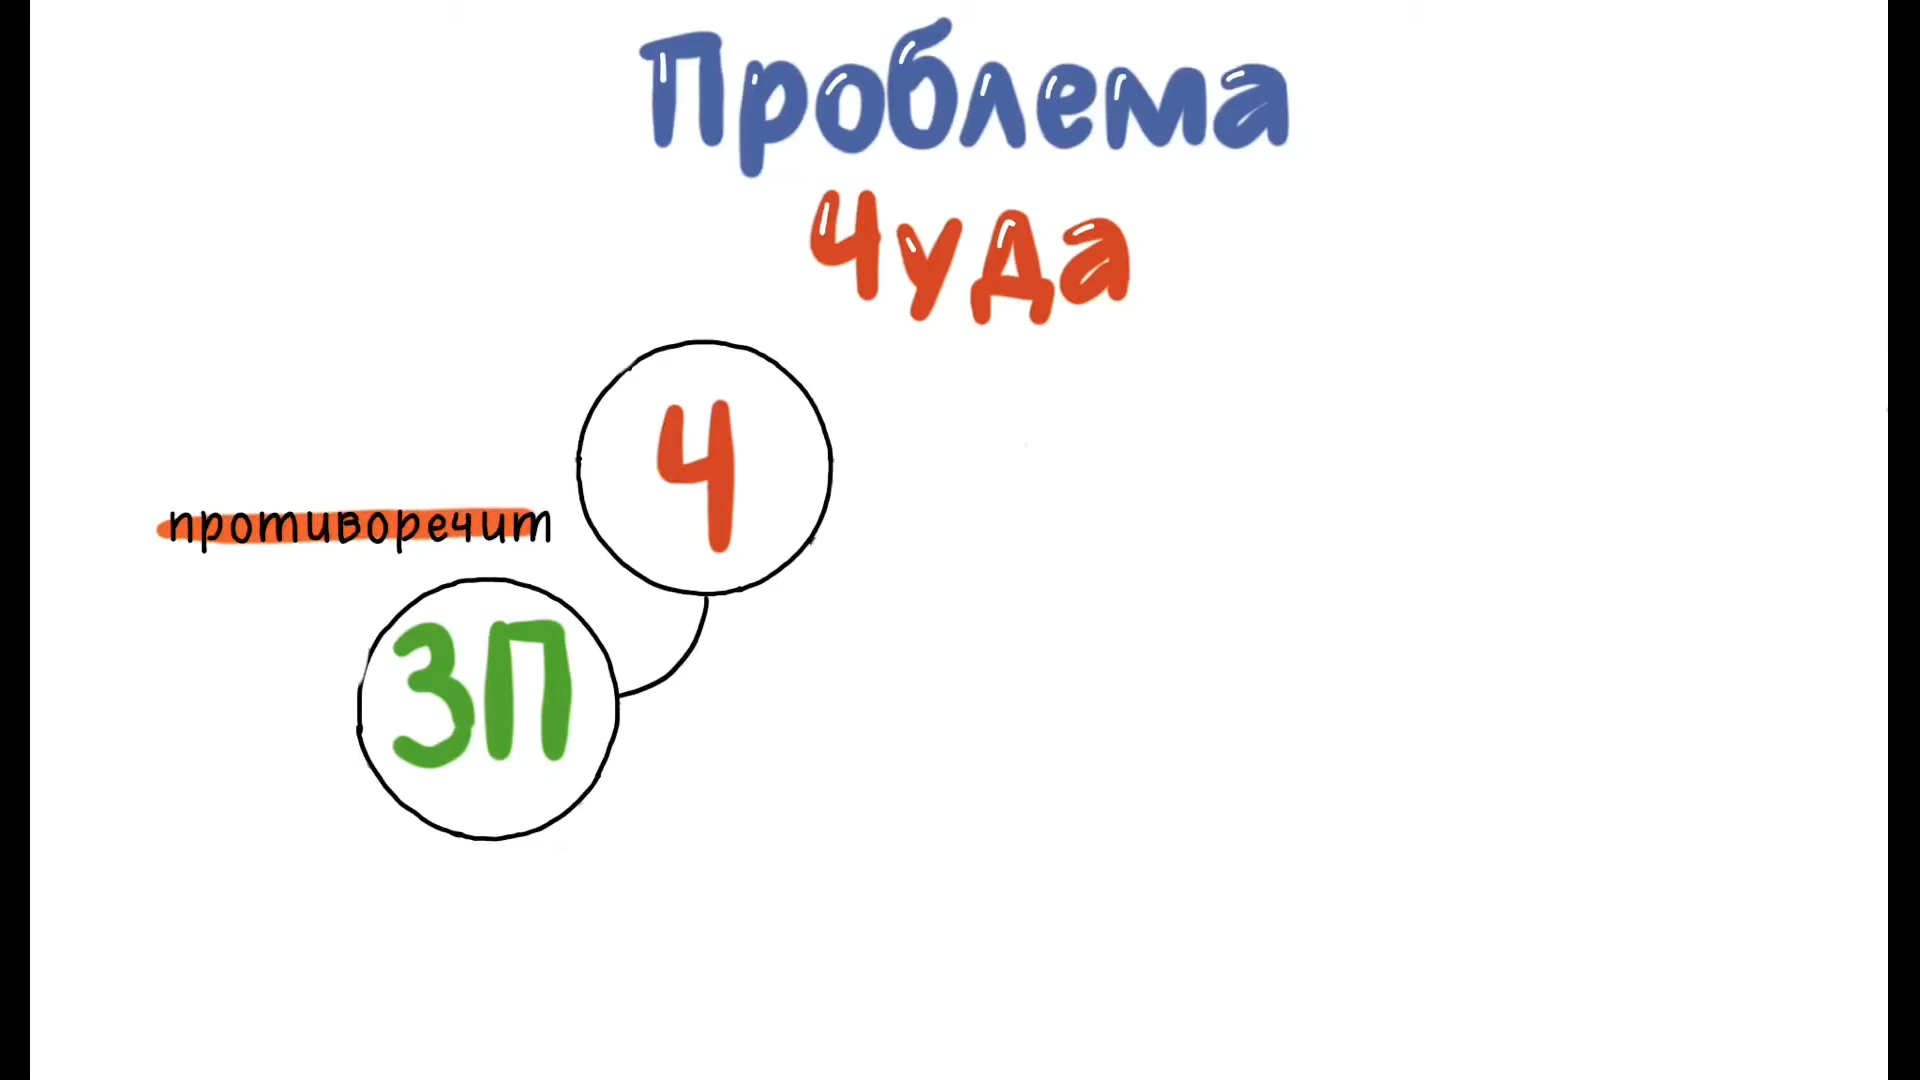 Проблема
Чуда
Ч
противоречит
ЗП